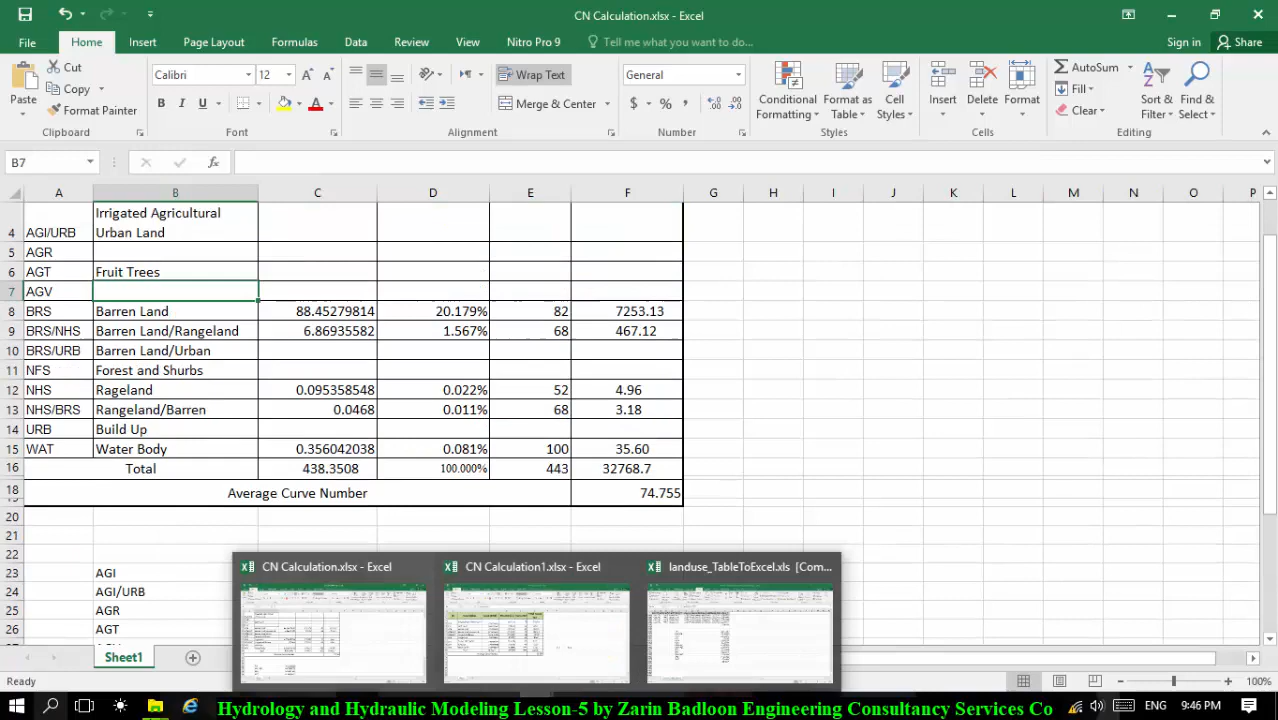 CN Calculation.xlsx - Excel
File Home Insert Page Layout Formulas Data Review View Nitro Pro 9 Tell me what you want to do... Sign in Share
Paste Cut Copy Format Painter Clipboard
Calibri 12 B I U A Font
Wrap Text Merge & Center Alignment
General $ % , Number
Conditional Formatting Format as Table Cell Styles Styles
Insert Delete Format Cells
AutoSum Fill Clear Sort & Filter Find & Select Editing
B7 fx
A B C D E F G H I J K L M N O P
4 AGI/URB Irrigated Agricultural Urban Land
5 AGR
6 AGT Fruit Trees
7 AGV
8 BRS Barren Land 88.45279814 20.179% 82 7253.13
9 BRS/NHS Barren Land/Rangeland 6.86935582 1.567% 68 467.12
10 BRS/URB Barren Land/Urban
11 NFS Forest and Shurbs
12 NHS Rageland 0.095358548 0.022% 52 4.96
13 NHS/BRS Rangeland/Barren 0.0468 0.011% 68 3.18
14 URB Build Up
15 WAT Water Body 0.356042038 0.081% 100 35.60
16 Total 438.3508 100.000% 443 32768.7
18 Average Curve Number 74.755
20
21
22
23 AGI
24 AGI/URB
25 AGR
26 AGT
CN Calculation.xlsx - Excel CN Calculation1.xlsx - Excel landuse_TableToExcel.xls [Com...
Sheet1
Ready 100%
Hydrology and Hydraulic Modeling Lesson-5 by Zarin Badloon Engineering Consultancy Services Co
ENG 9:46 PM